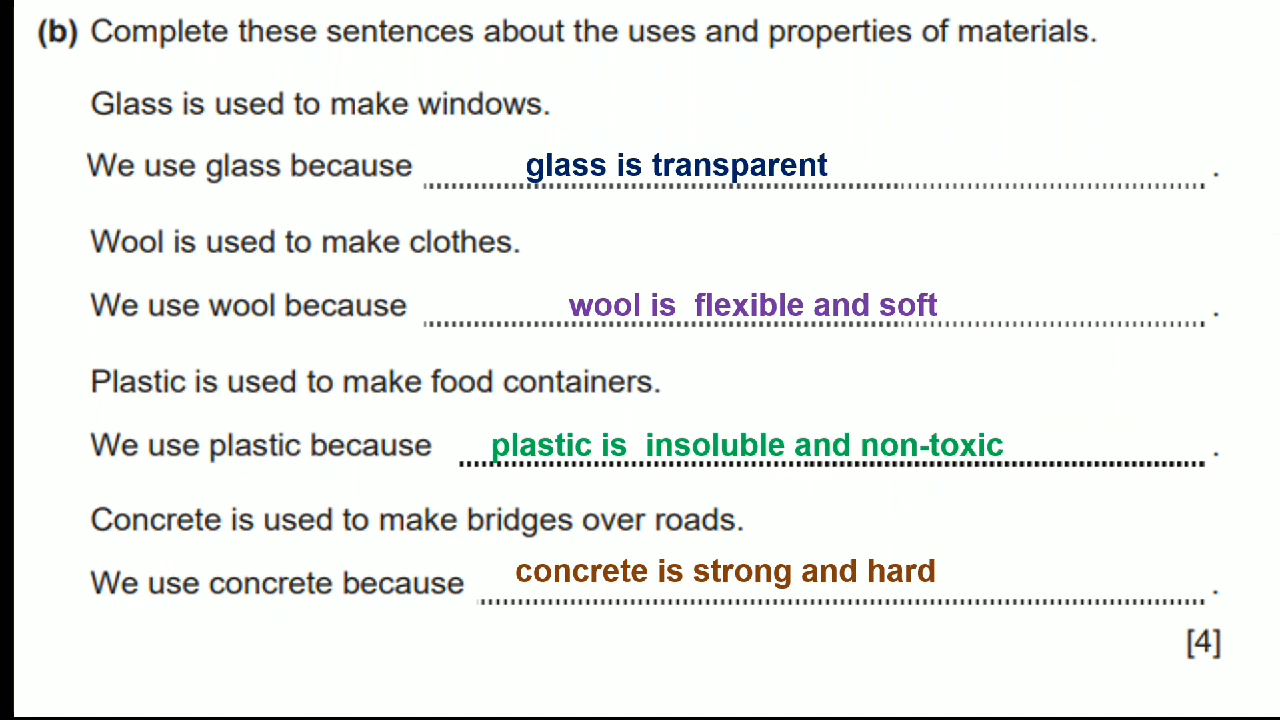 (b) Complete these sentences about the uses and properties of materials.
Glass is used to make windows.
We use glass because glass is transparent .
Wool is used to make clothes.
We use wool because wool is flexible and soft .
Plastic is used to make food containers.
We use plastic because plastic is insoluble and non-toxic .
Concrete is used to make bridges over roads.
We use concrete because concrete is strong and hard .
[4]